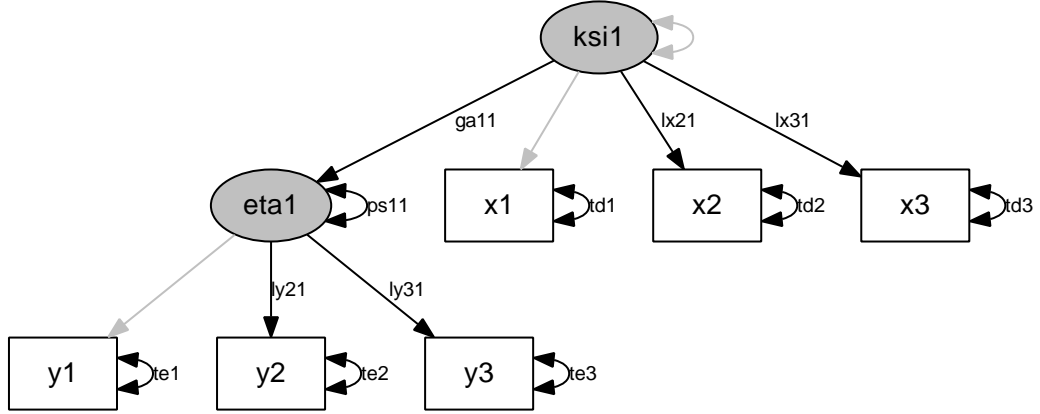 ksi1
ga11
lx21
lx31
eta1
ps11
x1
td1
x2
td2
x3
td3
ly21
ly31
y1
te1
y2
te2
y3
te3